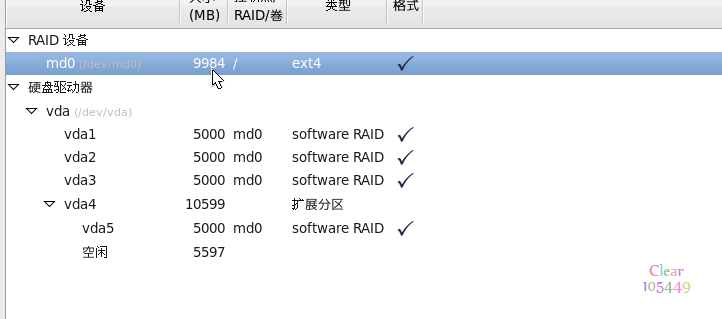 设备 (MB) RAID/卷 类型 格式
RAID 设备
md0 (/dev/md0) 9984 / ext4
硬盘驱动器
vda (/dev/vda)
vda1 5000 md0 software RAID
vda2 5000 md0 software RAID
vda3 5000 md0 software RAID
vda4 10599 扩展分区
vda5 5000 md0 software RAID
空闲 5597
Clear
105449